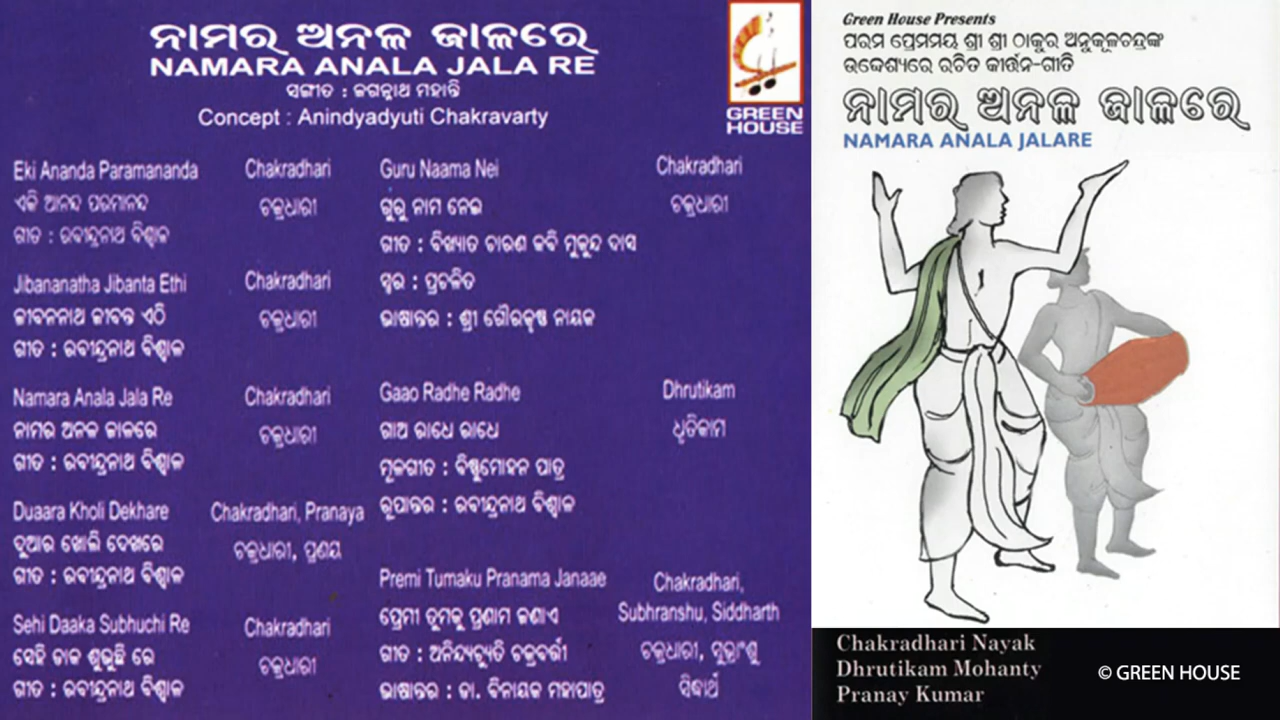 ନାମର ଅନଳ ଜାଳରେ
NAMARA ANALA JALA RE
ସଙ୍ଗୀତ : ଜଗନ୍ନାଥ ମହାନ୍ତି
Concept : Anindyadyuti Chakravarty
GREEN
HOUSE
Eki Ananda Paramananda Chakradhari
ଏକି ଆନନ୍ଦ ପରମାନନ୍ଦ ଚକ୍ରଧାରୀ
ଗୀତ : ରବୀନ୍ଦ୍ରନାଥ ବିଶ୍ୱାଳ
Jibananatha Jibanta Ethi Chakradhari
ଜୀବନନାଥ ଜୀବନ୍ତ ଏଠି ଚକ୍ରଧାରୀ
ଗୀତ : ରବୀନ୍ଦ୍ରନାଥ ବିଶ୍ୱାଳ
Namara Anala Jala Re Chakradhari
ନାମର ଅନଳ ଜାଳରେ ଚକ୍ରଧାରୀ
ଗୀତ : ରବୀନ୍ଦ୍ରନାଥ ବିଶ୍ୱାଳ
Duaara Kholi Dekhare Chakradhari, Pranaya
ଦୁଆର ଖୋଲି ଦେଖରେ ଚକ୍ରଧାରୀ, ପ୍ରଣୟ
ଗୀତ : ରବୀନ୍ଦ୍ରନାଥ ବିଶ୍ୱାଳ
Sehi Daaka Subhuchi Re Chakradhari
ସେହି ଡାକ ଶୁଭୁଛି ରେ ଚକ୍ରଧାରୀ
ଗୀତ : ରବୀନ୍ଦ୍ରନାଥ ବିଶ୍ୱାଳ
Guru Naama Nei Chakradhari
ଗୁରୁ ନାମ ନେଇ ଚକ୍ରଧାରୀ
ଗୀତ : ବିଖ୍ୟାତ ଚାରଣ କବି ମୁକୁନ୍ଦ ଦାସ
ସ୍ୱର : ପ୍ରଚଳିତ
ଭାଷାନ୍ତର : ଶ୍ରୀ ଗୌରକୃଷ୍ଣ ନାୟକ
Gaao Radhe Radhe Dhrutikam
ଗାଅ ରାଧେ ରାଧେ ଧୃତିକାମ
ମୂଳଗୀତ : ବିଷ୍ଣୁମୋହନ ପାତ୍ର
ରୂପାନ୍ତର : ରବୀନ୍ଦ୍ରନାଥ ବିଶ୍ୱାଳ
Premi Tumaku Pranama Janaae Chakradhari,
Subhranshu, Siddharth
ପ୍ରେମୀ ତୁମକୁ ପ୍ରଣାମ ଜଣାଏ
ଗୀତ : ଅନିନ୍ଦ୍ୟଦ୍ୟୁତି ଚକ୍ରବର୍ତ୍ତୀ ଚକ୍ରଧାରୀ, ସୁଭ୍ରାଂଶୁ
ଭାଷାନ୍ତର : ଡା. ବିନାୟକ ମହାପାତ୍ର ସିଦ୍ଧାର୍ଥ
Green House Presents
ପରମ ପ୍ରେମମୟ ଶ୍ରୀ ଶ୍ରୀ ଠାକୁର ଅନୁକୂଳଚନ୍ଦ୍ରଙ୍କ
ଉଦ୍ଦେଶ୍ୟରେ ରଚିତ କୀର୍ତ୍ତନ-ଗୀତି
ନାମର ଅନଳ ଜାଳରେ
NAMARA ANALA JALARE
Chakradhari Nayak
Dhrutikam Mohanty
Pranay Kumar
© GREEN HOUSE